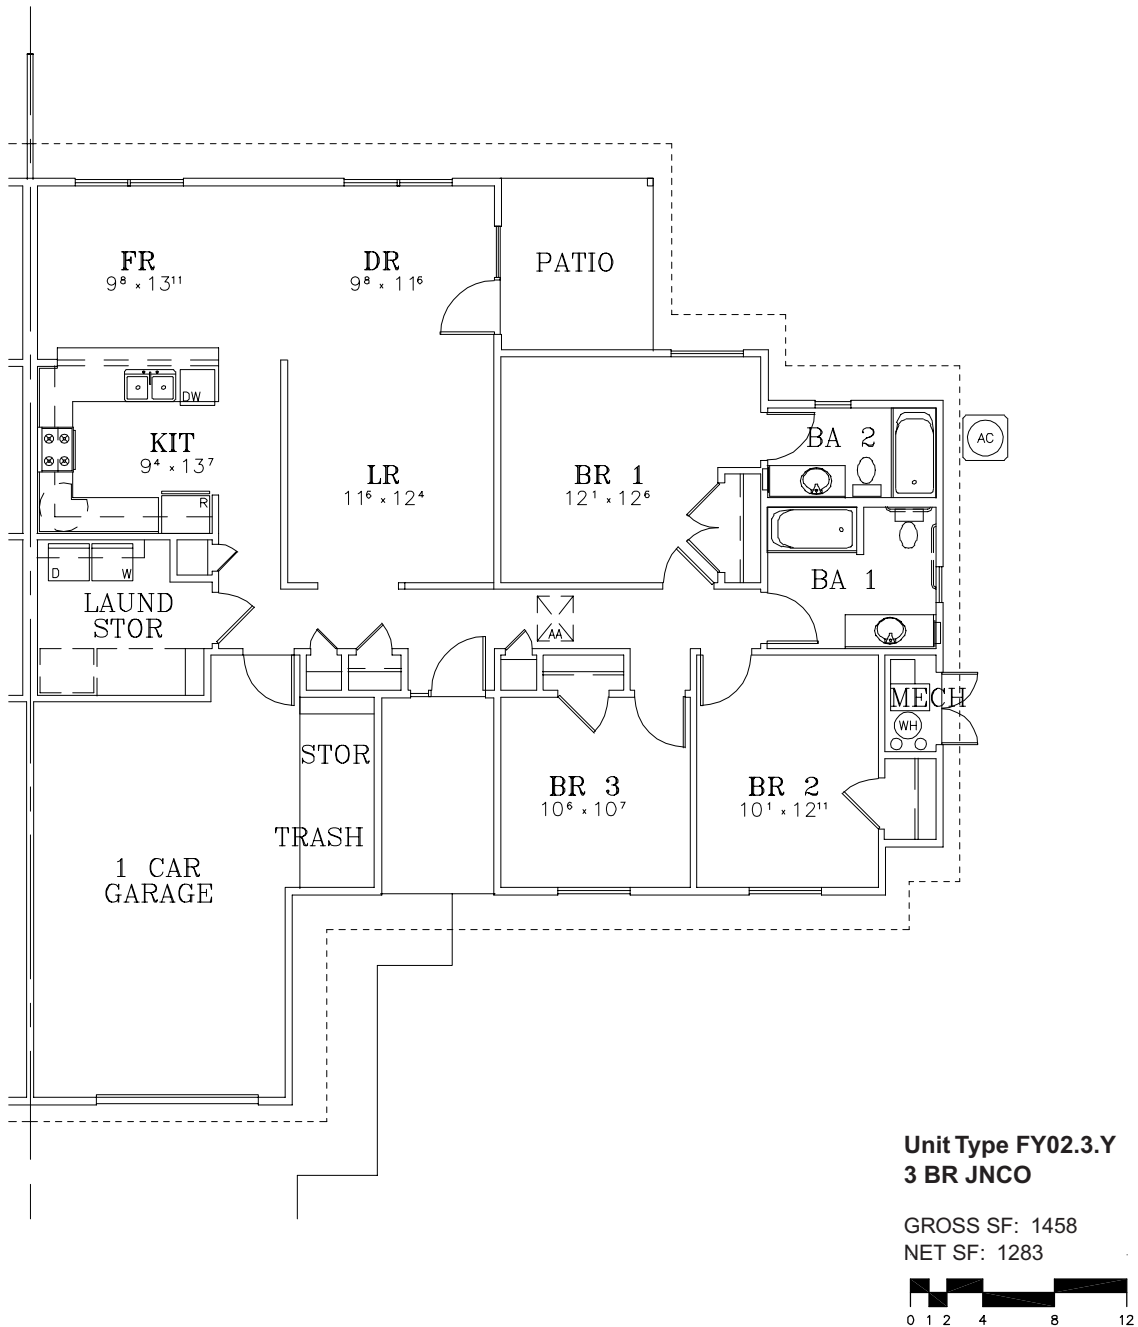 FR
9⁸ x 13¹¹
DR
9⁸ x 11⁶
PATIO
DW
KIT
9⁴ x 13⁷
R
LR
11⁶ x 12⁴
BR 1
12¹ x 12⁶
BA 2
AC
BA 1
D
W
LAUND
STOR
AA
MECH
WH
STOR
TRASH
BR 3
10⁶ x 10⁷
BR 2
10¹ x 12¹¹
1 CAR
GARAGE
Unit Type FY02.3.Y
3 BR JNCO
GROSS SF: 1458
NET SF: 1283
0 1 2 4 8 12